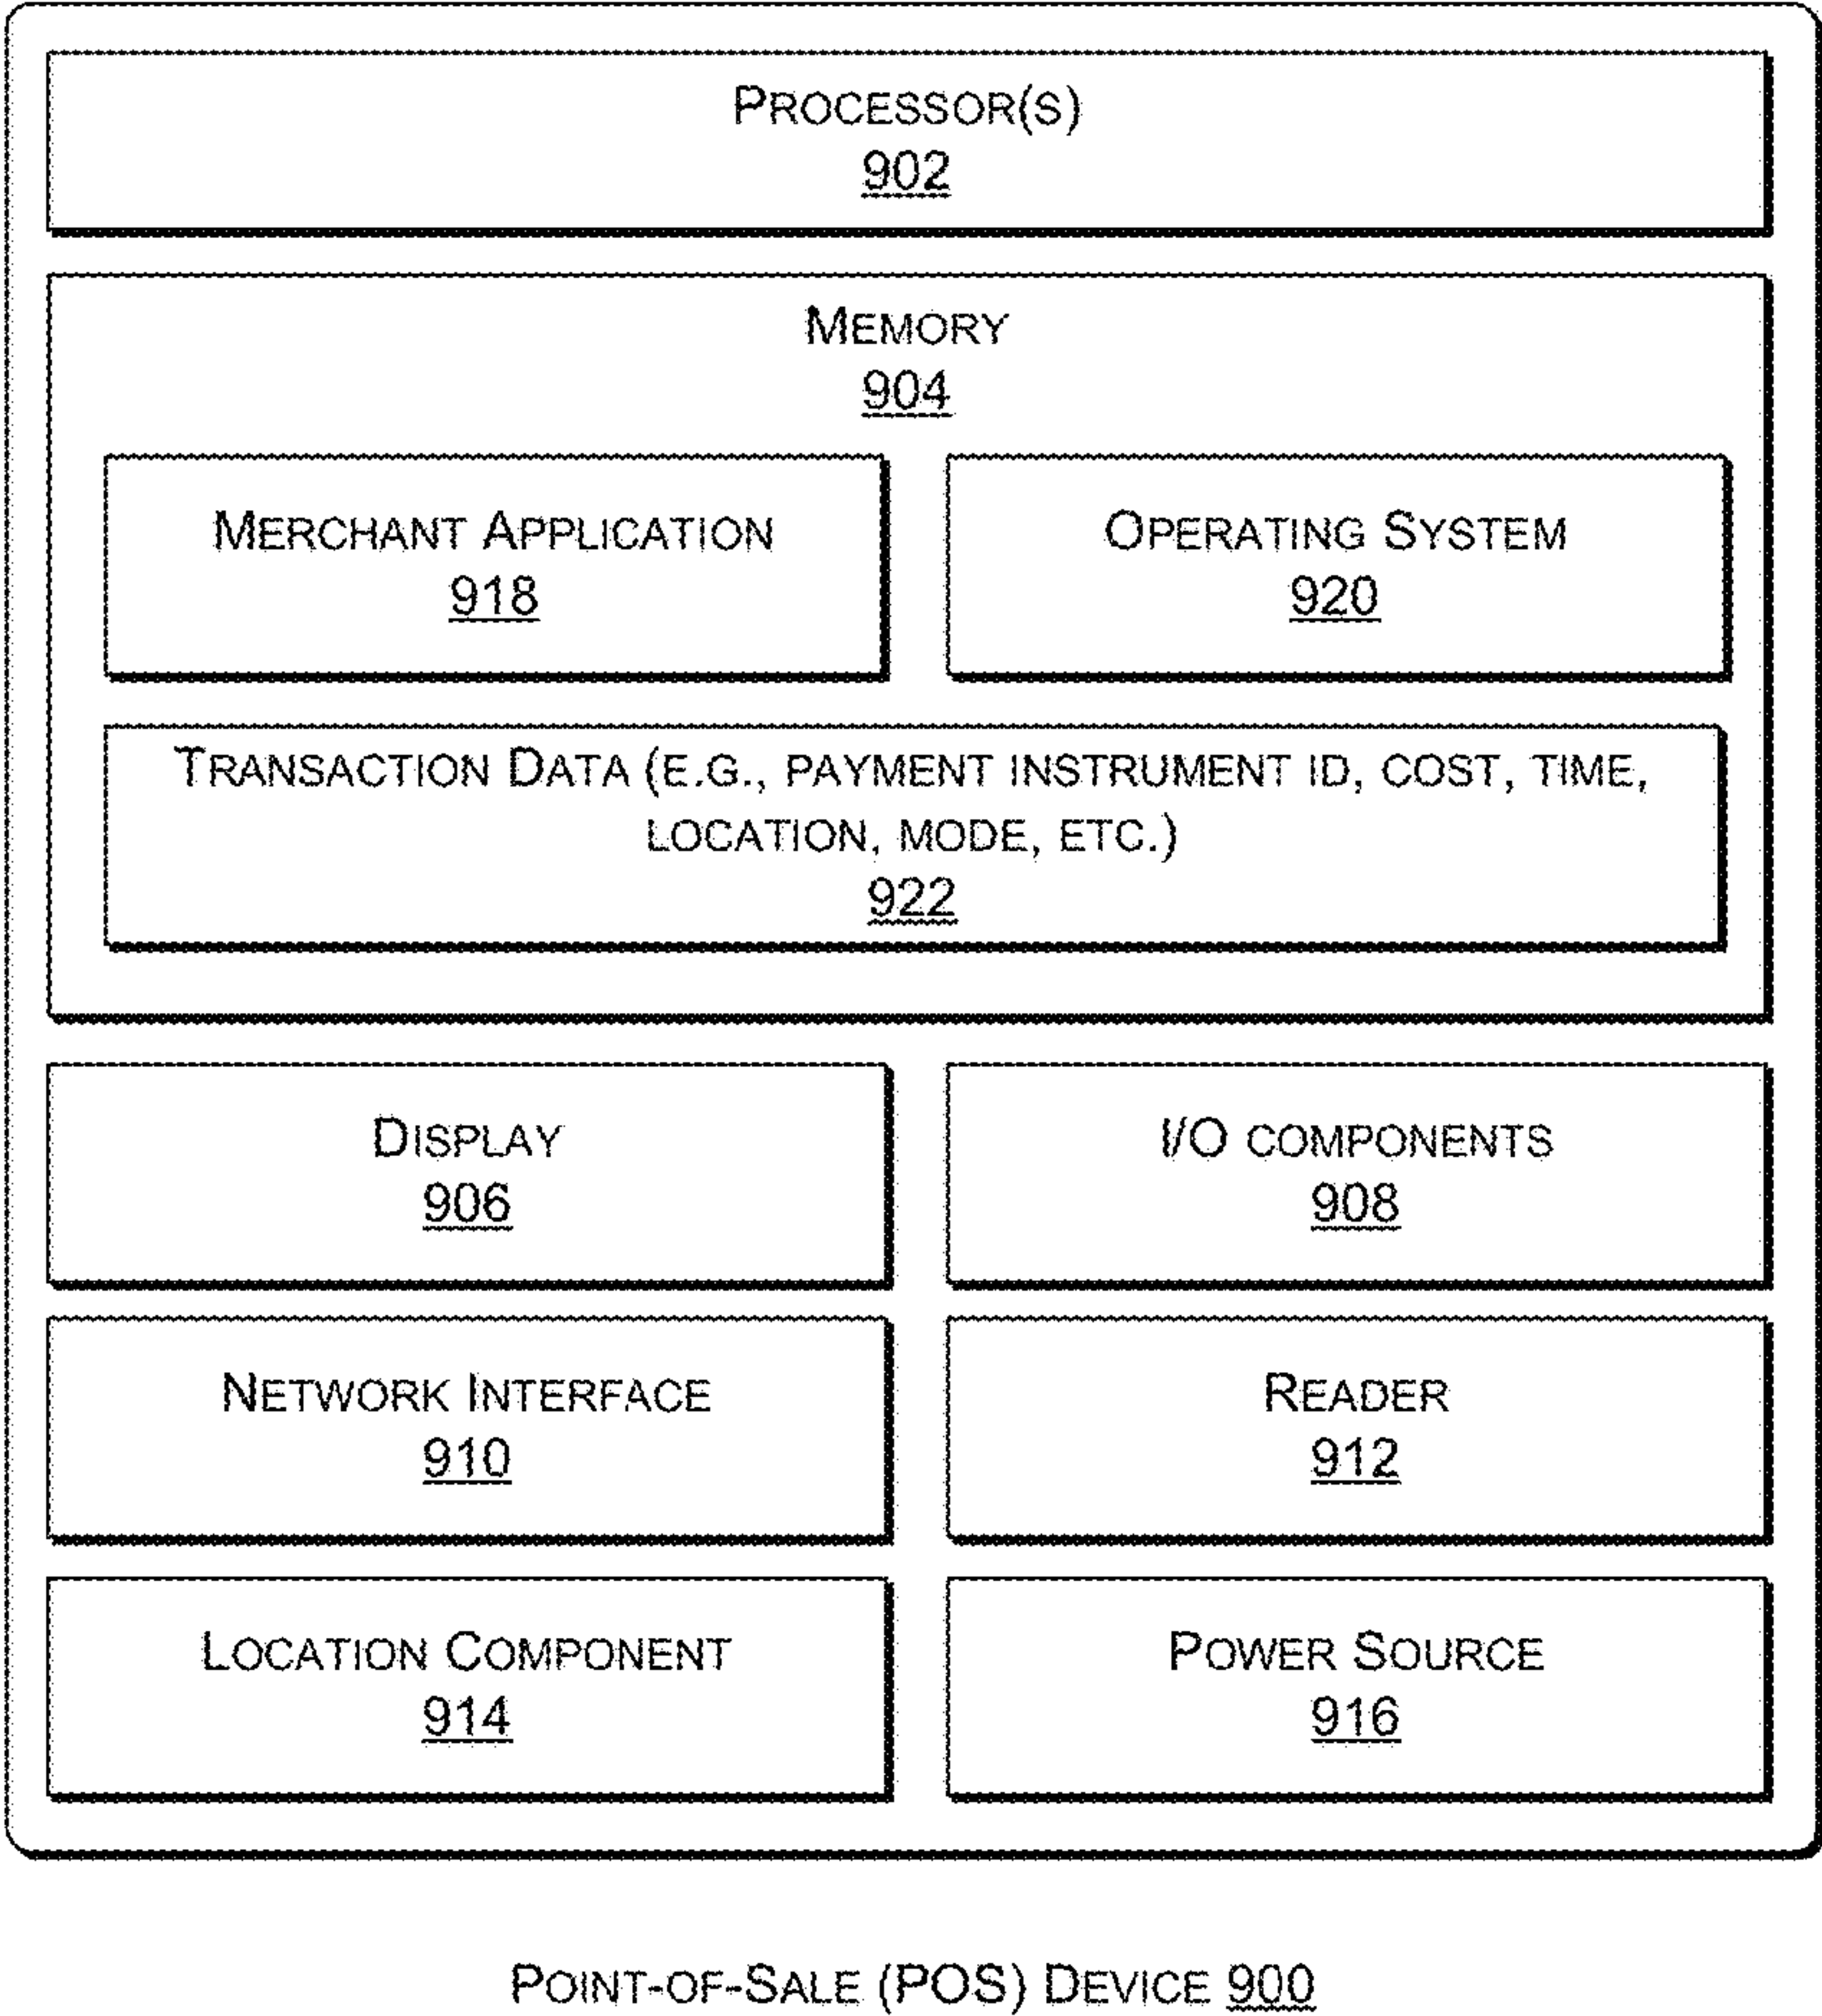 PROCESSOR(S)
902
MEMORY
904
MERCHANT APPLICATION
918
OPERATING SYSTEM
920
TRANSACTION DATA (E.G., PAYMENT INSTRUMENT ID, COST, TIME,
LOCATION, MODE, ETC.)
922
DISPLAY
906
I/O COMPONENTS
908
NETWORK INTERFACE
910
READER
912
LOCATION COMPONENT
914
POWER SOURCE
916
POINT-OF-SALE (POS) DEVICE 900